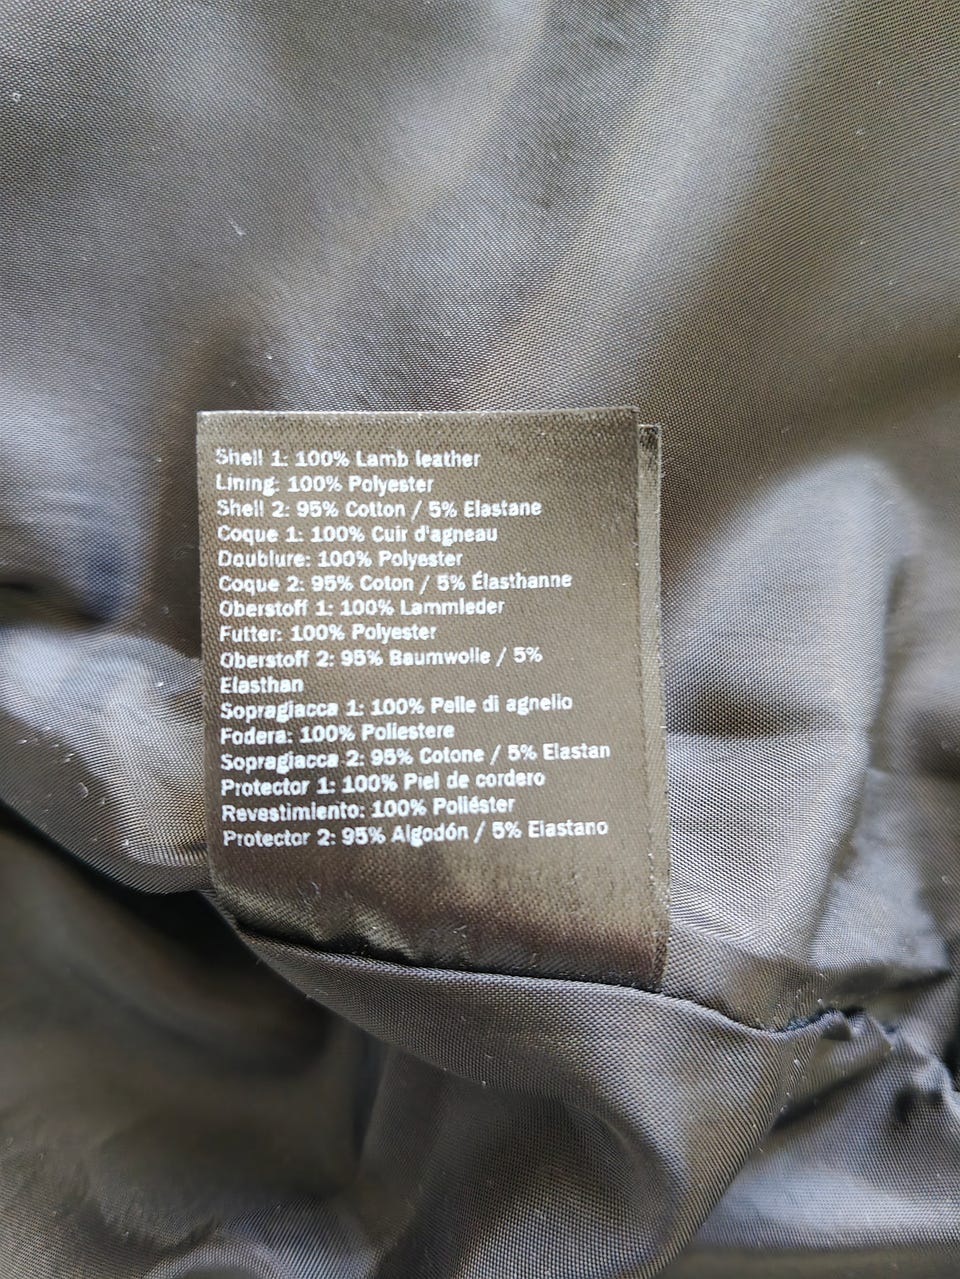 Shell 1: 100% Lamb leather
Lining: 100% Polyester
Shell 2: 95% Cotton / 5% Elastane
Coque 1: 100% Cuir d'agneau
Doublure: 100% Polyester
Coque 2: 95% Coton / 5% Élasthanne
Oberstoff 1: 100% Lammleder
Futter: 100% Polyester
Oberstoff 2: 95% Baumwolle / 5%
Elasthan
Sopragiacca 1: 100% Pelle di agnello
Fodera: 100% Poliestere
Sopragiacca 2: 95% Cotone / 5% Elastan
Protector 1: 100% Piel de cordero
Revestimiento: 100% Poliéster
Protector 2: 95% Algodón / 5% Elastano